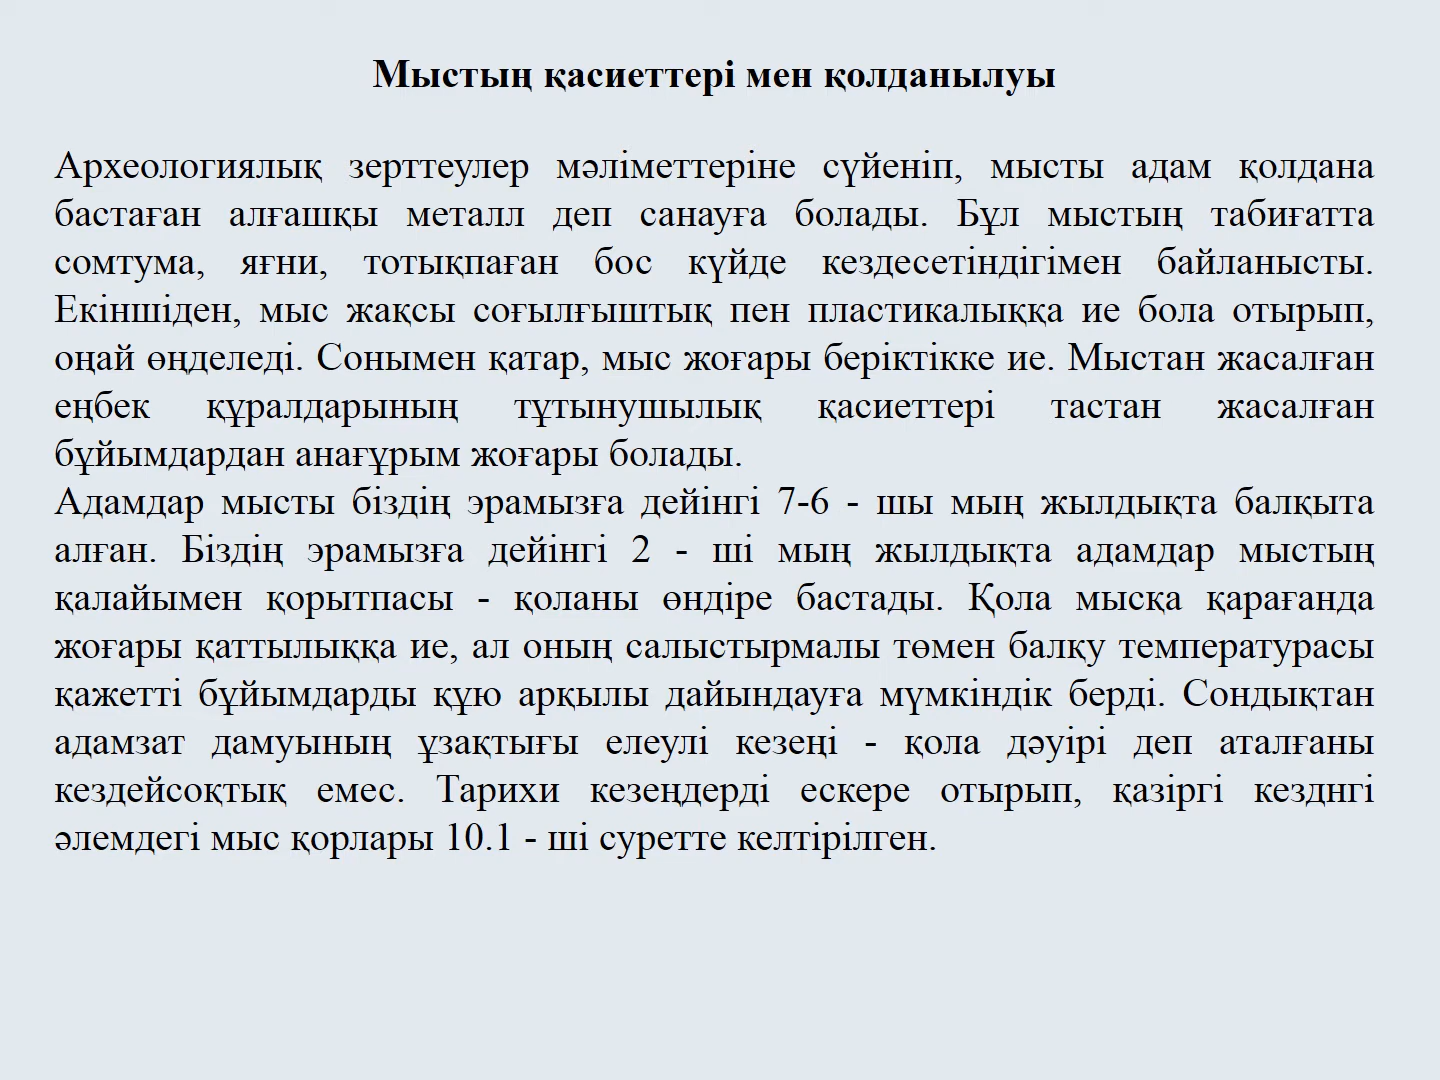 Мыстың қасиеттері мен қолданылуы
Археологиялық зерттеулер мәліметтеріне сүйеніп, мысты адам қолдана
бастаған алғашқы металл деп санауға болады. Бұл мыстың табиғатта
сомтума, яғни, тотықпаған бос күйде кездесетіндігімен байланысты.
Екіншіден, мыс жақсы соғылғыштық пен пластикалыққа ие бола отырып,
оңай өңделеді. Сонымен қатар, мыс жоғары беріктікке ие. Мыстан жасалған
еңбек құралдарының тұтынушылық қасиеттері тастан жасалған
бұйымдардан анағұрым жоғары болады.
Адамдар мысты біздің эрамызға дейінгі 7-6 - шы мың жылдықта балқыта
алған. Біздің эрамызға дейінгі 2 - ші мың жылдықта адамдар мыстың
қалайымен қорытпасы - қоланы өндіре бастады. Қола мысқа қарағанда
жоғары қаттылыққа ие, ал оның салыстырмалы төмен балқу температурасы
қажетті бұйымдарды құю арқылы дайындауға мүмкіндік берді. Сондықтан
адамзат дамуының ұзақтығы елеулі кезеңі - қола дәуірі деп аталғаны
кездейсоқтық емес. Тарихи кезеңдерді ескере отырып, қазіргі кезднгі
әлемдегі мыс қорлары 10.1 - ші суретте келтірілген.